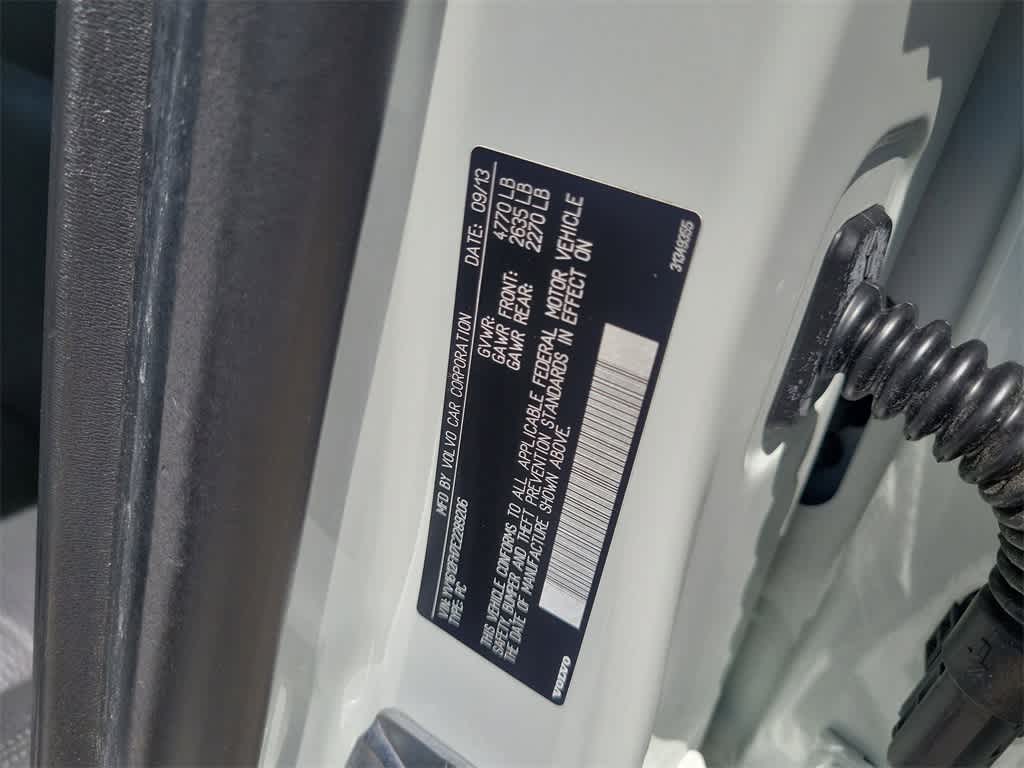 MFD BY VOLVO CAR CORPORATION DATE: 09/13
VIN:
TYPE: PC
GVWR: 4770 LB
GAWR FRONT: 2635 LB
GAWR REAR: 2270 LB
THIS VEHICLE CONFORMS TO ALL APPLICABLE FEDERAL MOTOR VEHICLE
SAFETY, BUMPER AND THEFT PREVENTION STANDARDS IN EFFECT ON
THE DATE OF MANUFACTURE SHOWN ABOVE.
VOLVO